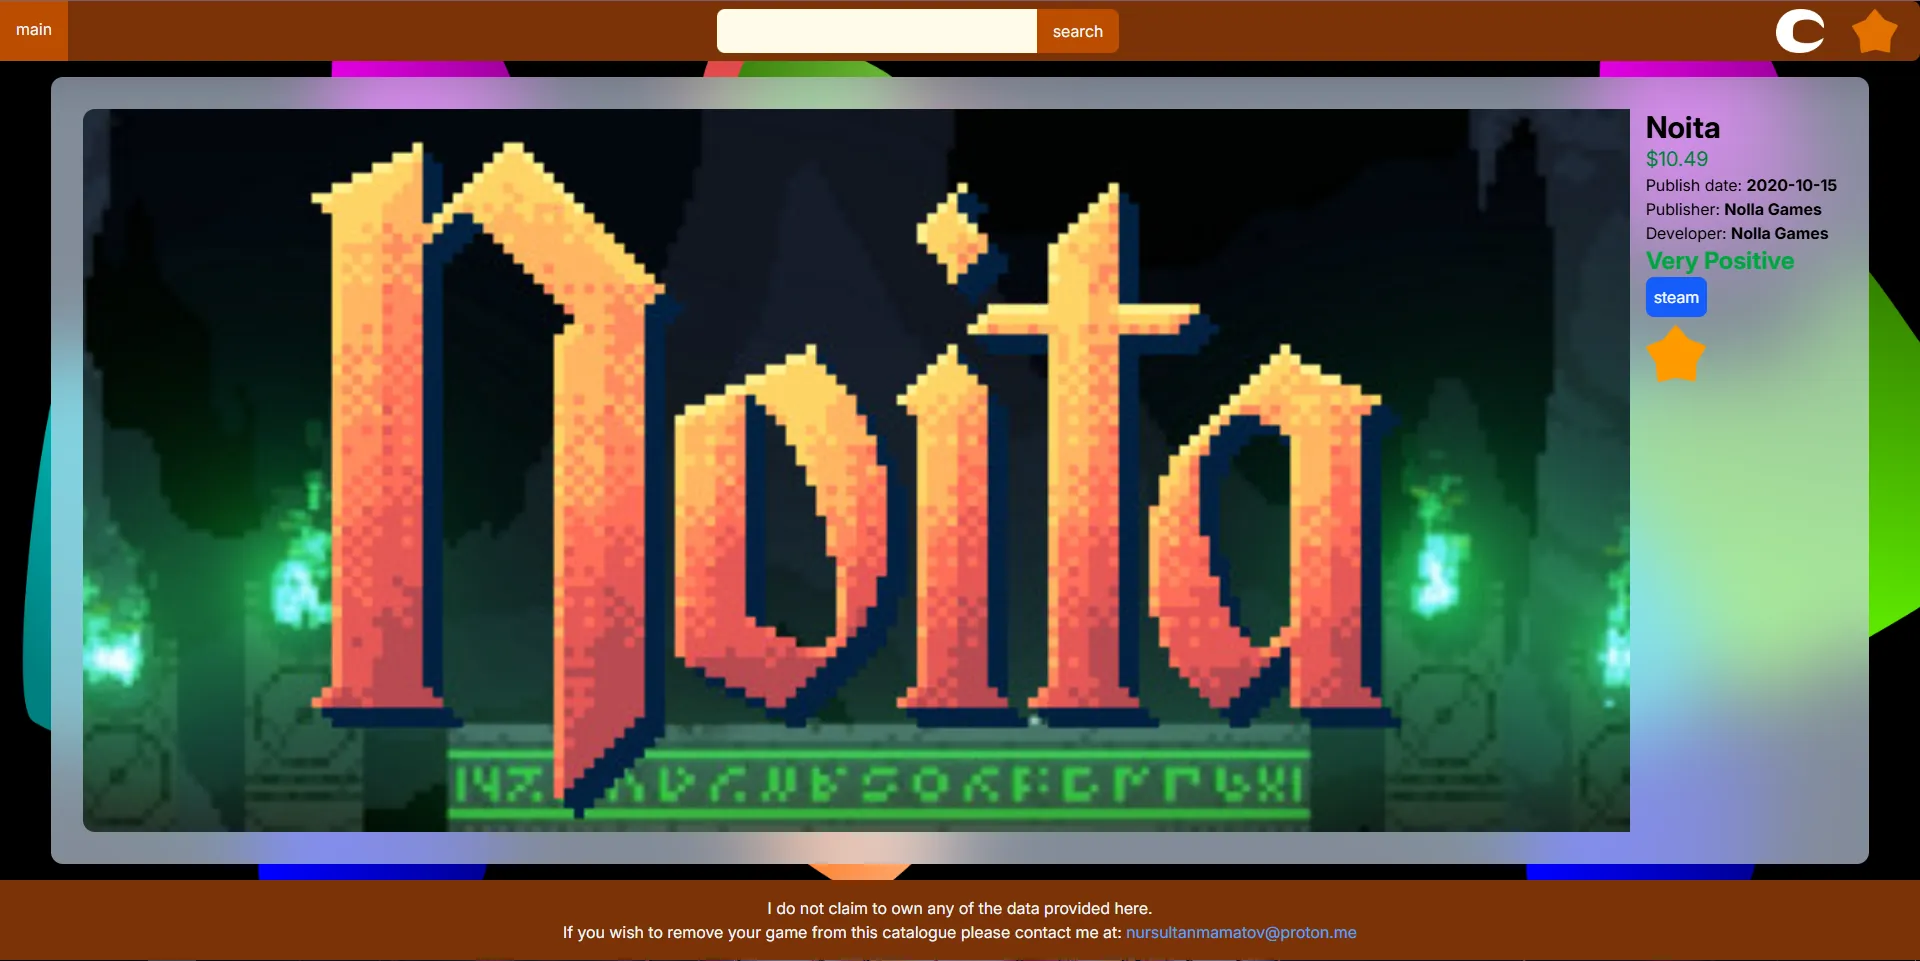 main
search
Noita
Noita
$10.49
Publish date: 2020-10-15
Publisher: Nolla Games
Developer: Nolla Games
Very Positive
steam
I do not claim to own any of the data provided here.
If you wish to remove your game from this catalogue please contact me at: nursultanmamatov@proton.me